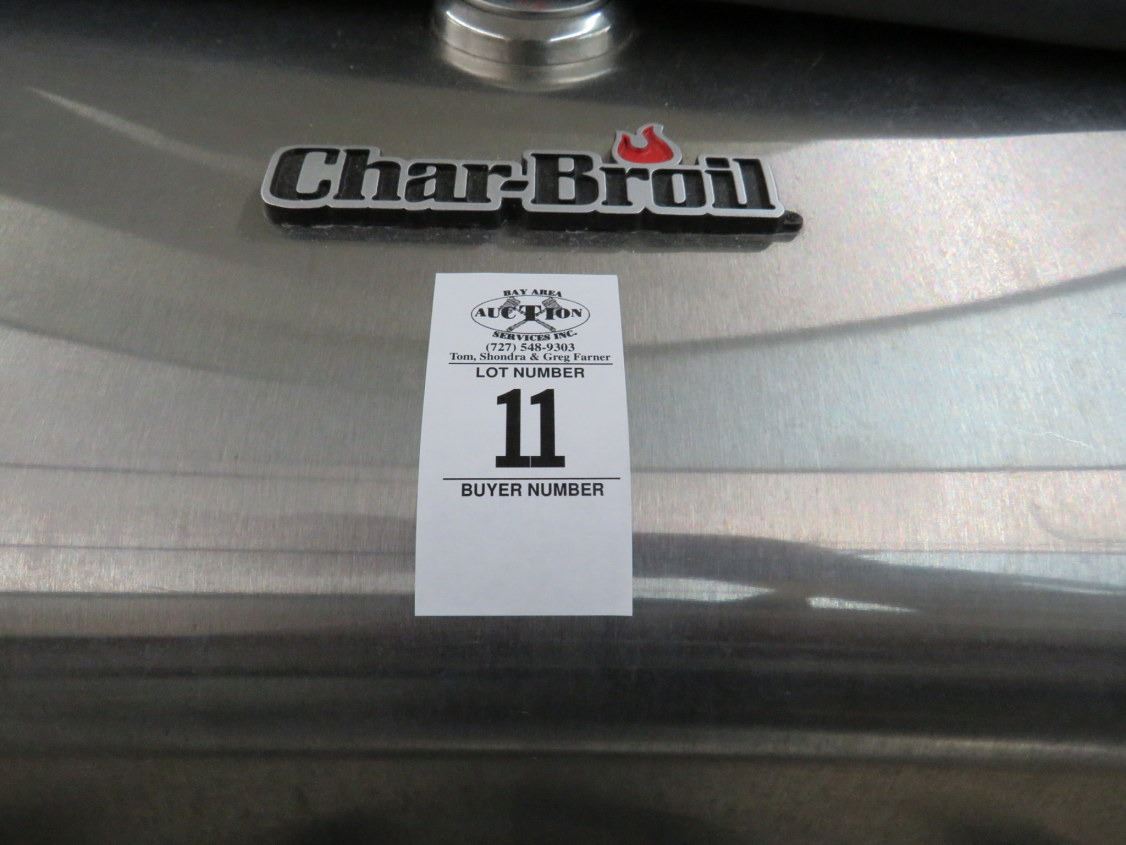 Char-Broil
BAY AREA
AUCTION
SERVICES INC.
(727) 548-9303
Tom, Shondra & Greg Farner
LOT NUMBER
11
BUYER NUMBER